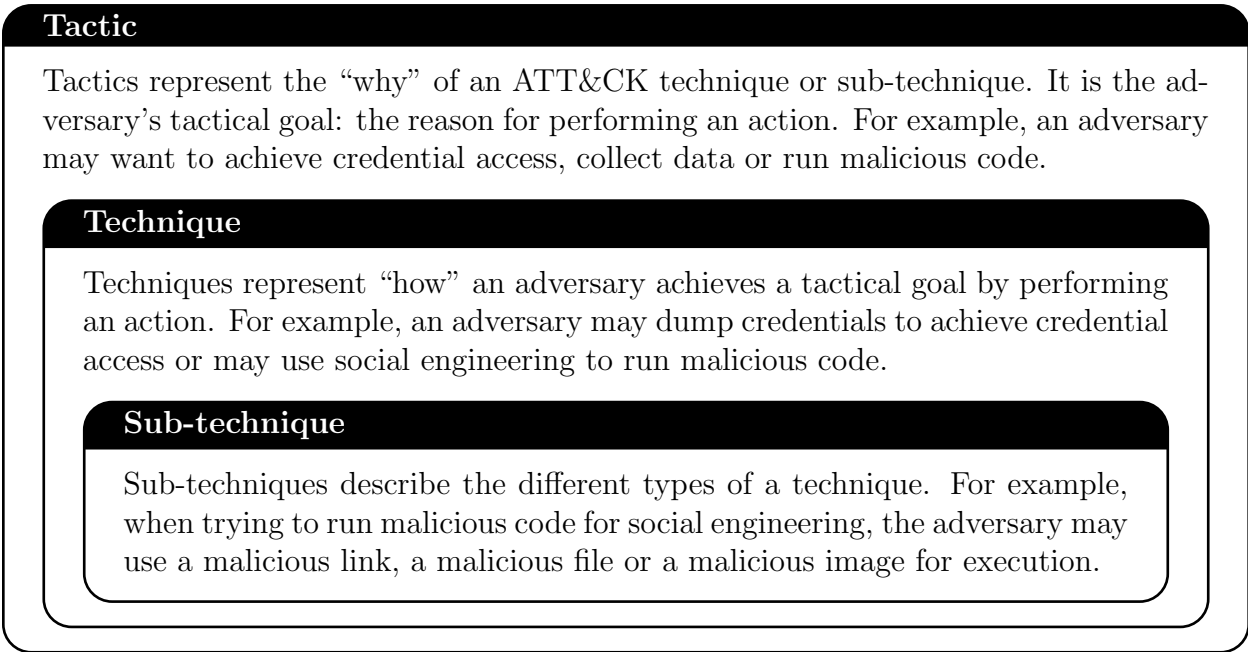 Tactic
Tactics represent the “why” of an ATT&CK technique or sub-technique. It is the ad-
versary’s tactical goal: the reason for performing an action. For example, an adversary
may want to achieve credential access, collect data or run malicious code.
Technique
Techniques represent “how” an adversary achieves a tactical goal by performing
an action. For example, an adversary may dump credentials to achieve credential
access or may use social engineering to run malicious code.
Sub-technique
Sub-techniques describe the different types of a technique. For example,
when trying to run malicious code for social engineering, the adversary may
use a malicious link, a malicious file or a malicious image for execution.